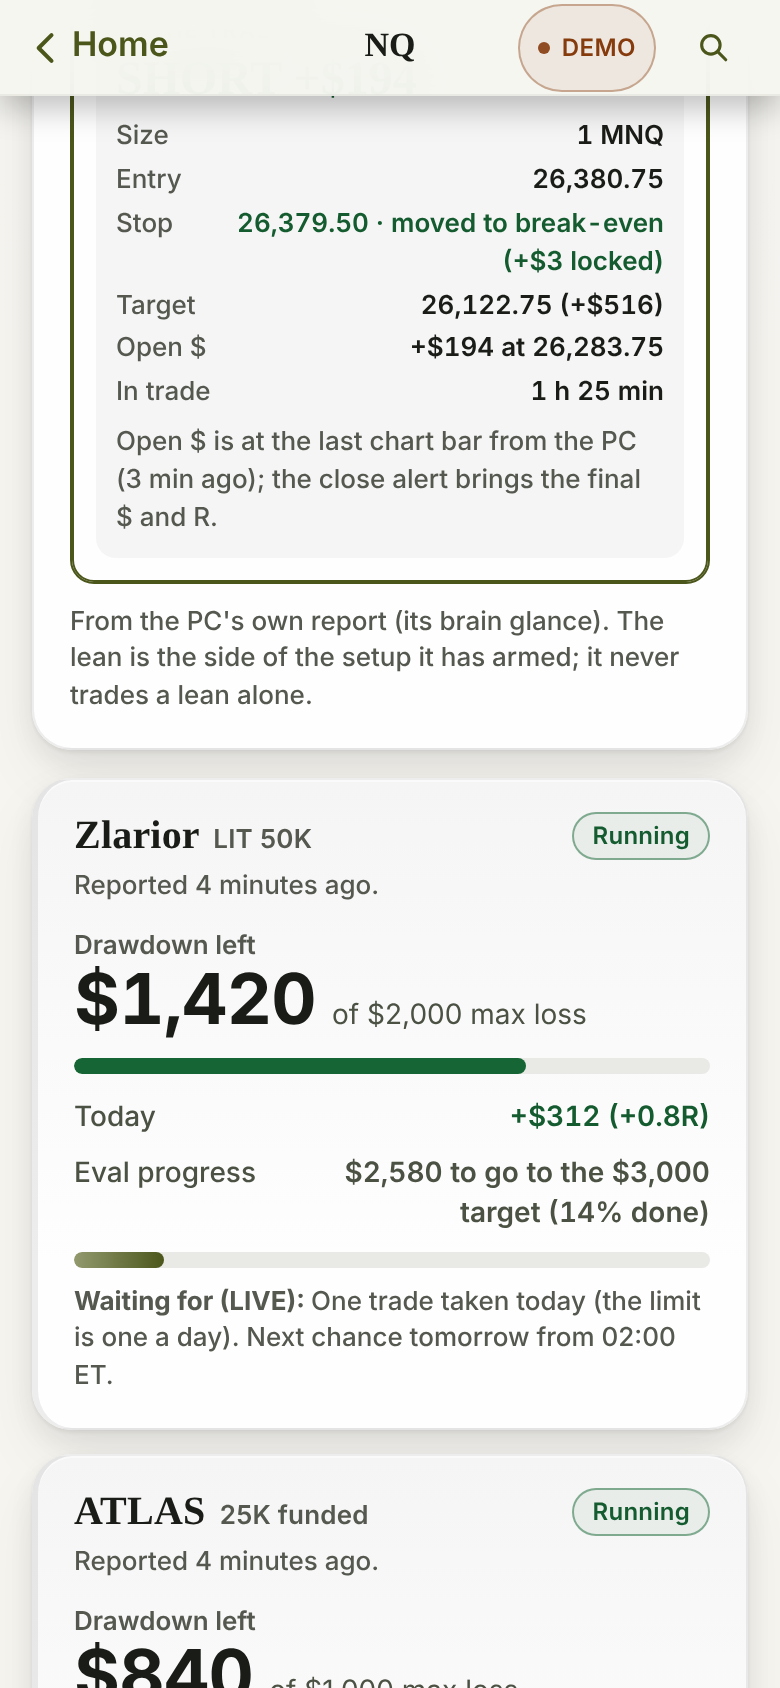 Home
NQ
DEMO
SHORT +$194
Size
1 MNQ
Entry
26,380.75
Stop
26,379.50 · moved to break-even
(+$3 locked)
Target
26,122.75 (+$516)
Open $
+$194 at 26,283.75
In trade
1 h 25 min
Open $ is at the last chart bar from the PC
(3 min ago); the close alert brings the final
$ and R.
From the PC's own report (its brain glance). The
lean is the side of the setup it has armed; it never
trades a lean alone.
Zlarior LIT 50K
Running
Reported 4 minutes ago.
Drawdown left
$1,420 of $2,000 max loss
Today
+$312 (+0.8R)
Eval progress
$2,580 to go to the $3,000
target (14% done)
Waiting for (LIVE): One trade taken today (the limit
is one a day). Next chance tomorrow from 02:00
ET.
ATLAS 25K funded
Running
Reported 4 minutes ago.
Drawdown left
$840 of $1,000 max loss